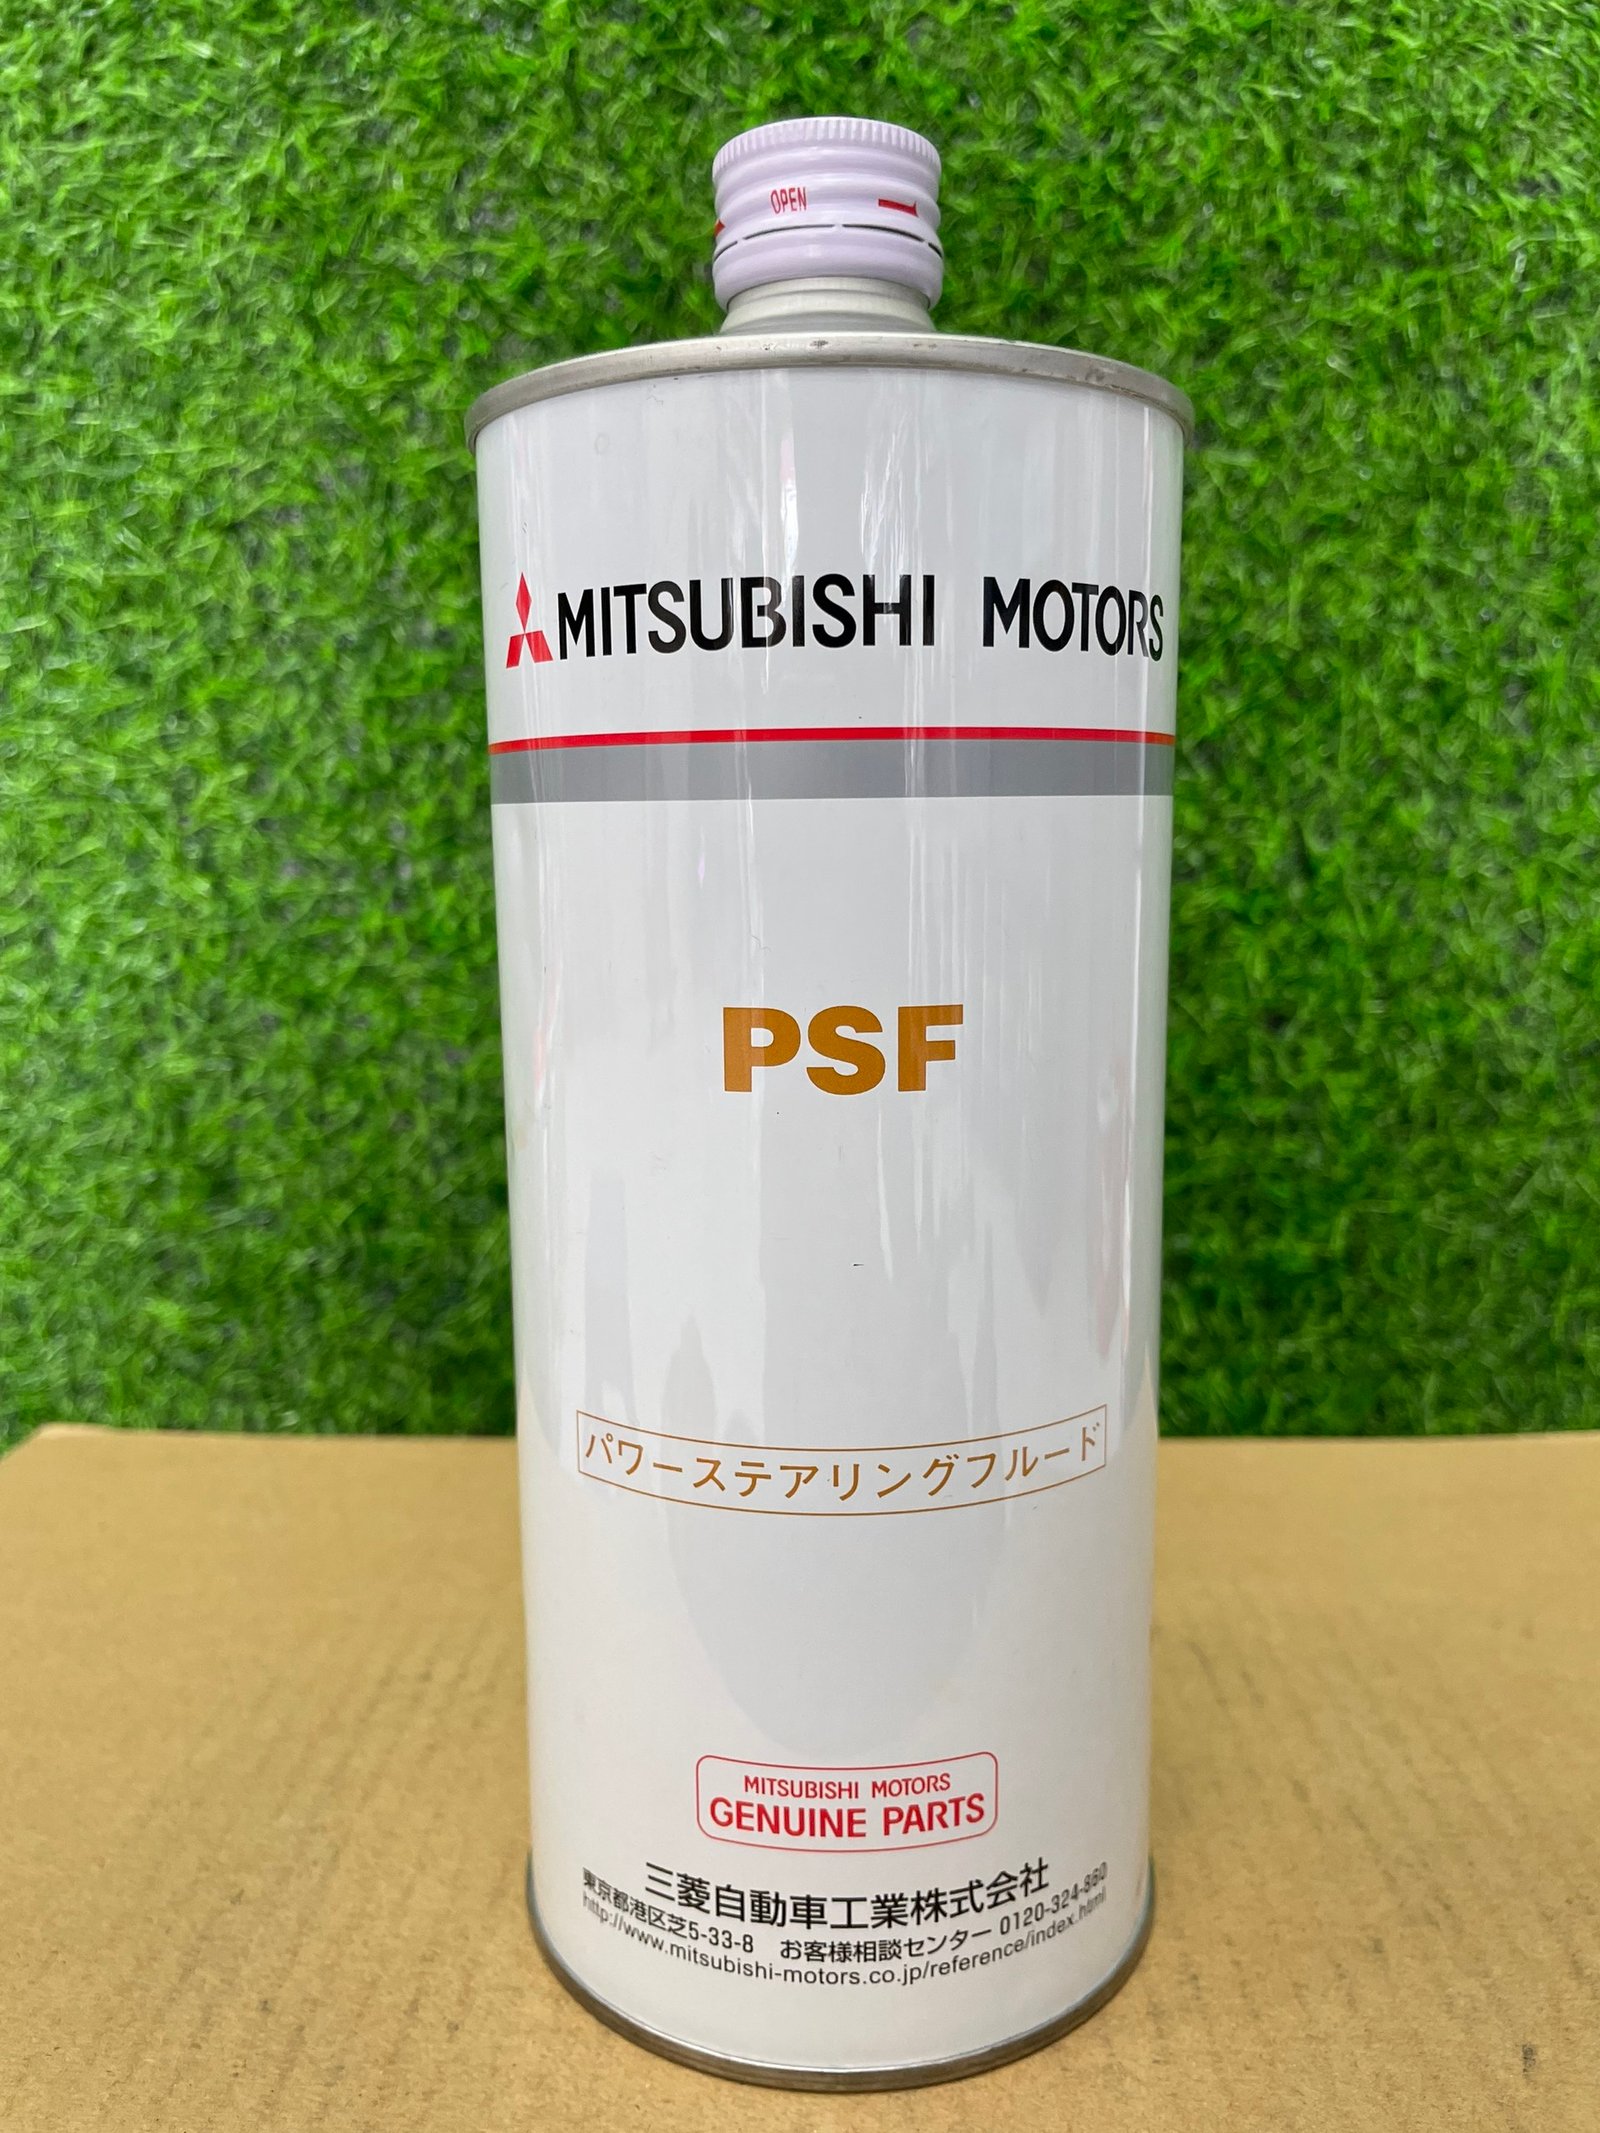 OPEN
MITSUBISHI MOTORS
PSF
パワーステアリングフルード
MITSUBISHI MOTORS
GENUINE PARTS
三菱自動車工業株式会社
東京都港区芝5-33-8 お客様相談センター 0120-324-860
http://www.mitsubishi-motors.co.jp/reference/index.html